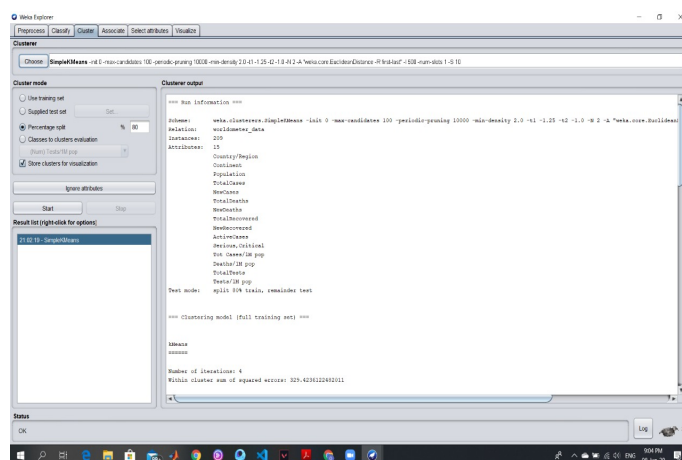 Weka Explorer
Preprocess Classify Cluster Associate Select attributes Visualize
Clusterer
Choose SimpleKMeans -init 0 -max-candidates 100 -periodic-pruning 10000 -min-density 2.0 -t1 -1.25 -t2 -1.0 -N 2 -A "weka.core.EuclideanDistance -R first-last" -I 500 -num-slots 1 -S 10
Cluster mode
Use training set
Supplied test set Set...
Percentage split % 80
Classes to clusters evaluation
(Num) Tests/1M pop
Store clusters for visualization
Ignore attributes
Start Stop
Result list (right-click for options)
21:02:19 - SimpleKMeans
Clusterer output
=== Run information ===
Scheme: weka.clusterers.SimpleKMeans -init 0 -max-candidates 100 -periodic-pruning 10000 -min-density 2.0 -t1 -1.25 -t2 -1.0 -N 2 -A "weka.core.Euclidean
Relation: worldometer_data
Instances: 209
Attributes: 15
Country/Region
Continent
Population
TotalCases
NewCases
TotalDeaths
NewDeaths
TotalRecovered
NewRecovered
ActiveCases
Serious,Critical
Tot Cases/1M pop
Deaths/1M pop
TotalTests
Tests/1M pop
Test mode: split 80% train, remainder test
=== Clustering model (full training set) ===
kMeans
======
Number of iterations: 4
Within cluster sum of squared errors: 325.4236122482011
Status
OK
Log
ENG
9:04 PM